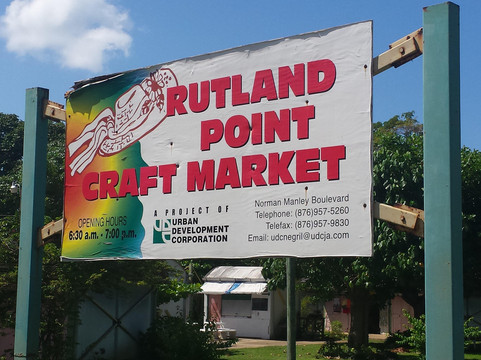 RUTLAND
POINT
CRAFT MARKET
OPENING HOURS
6:30 a.m. - 7:00 p.m.
A PROJECT OF
URBAN
DEVELOPMENT
CORPORATION
Norman Manley Boulevard
Telephone: (876)957-5260
Telefax: (876)957-9830
Email: udcnegril@udcja.com